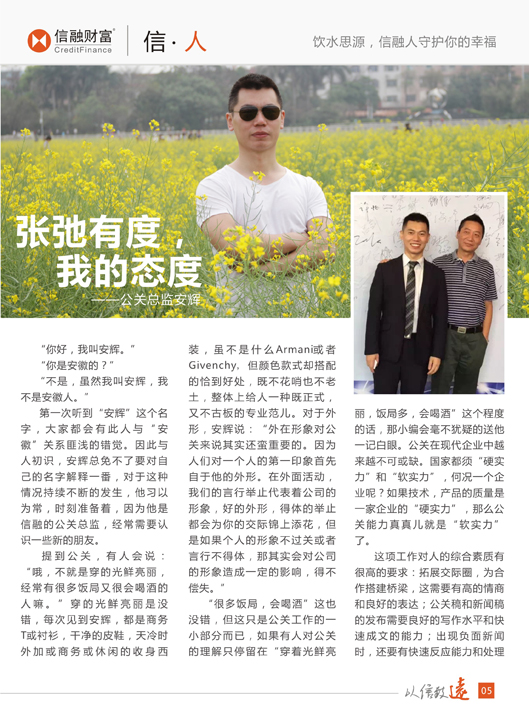 信融财富®
CreditFinance
信·人
饮水思源，信融人守护你的幸福
张弛有度，
我的态度
——公关总监安辉
“你好，我叫安辉。”
“你是安徽的？”
“不是，虽然我叫安辉，我
不是安徽人。”
第一次听到“安辉”这个名
字，大家都会有此人与“安
徽”关系匪浅的错觉。因此与
人初识，安辉总免不了要对自
己的名字解释一番，对于这种
情况持续不断的发生，他习以
为常，时刻准备着，因为他是
信融的公关总监，经常需要认
识一些新的朋友。
提到公关，有人会说：
“哦，不就是穿的光鲜亮丽，
经常有很多饭局又很会喝酒的
人嘛。”穿的光鲜亮丽是没
错，每次见到安辉，都是商务
T或衬衫，干净的皮鞋，天冷时
外加或商务或休闲的收身西
装，虽不是什么Armani或者
Givenchy，但颜色款式却搭配
的恰到好处，既不花哨也不老
土，整体上给人一种既正式，
又不古板的专业范儿。对于外
形，安辉说：“外在形象对公
关来说其实还蛮重要的。因为
人们对一个人的第一印象首先
自于他的外形。在外面活动，
我们的言行举止代表着公司的
形象，好的外形，得体的举止
都会为你的交际锦上添花，但
是如果个人的形象不过关或者
言行不得体，那其实会对公司
的形象造成一定的影响，得不
偿失。”
“很多饭局，会喝酒”这也
没错，但这只是公关工作的一
小部分而已，如果有人对公关
的理解只停留在“穿着光鲜亮
丽，饭局多，会喝酒”这个程度
的话，那小编会毫不犹疑的送他
一记白眼。公关在现代企业中越
来越不可或缺。国家都须“硬实
力”和“软实力”，何况一个企
业呢？如果技术，产品的质量是
一家企业的“硬实力”，那么公
关能力真真儿就是“软实力”
了。
这项工作对人的综合素质有
很高的要求：拓展交际圈，为合
作搭建桥梁，这需要有高的情商
和良好的表达；公关稿和新闻稿
的发布需要良好的写作水平和快
速成文的能力；出现负面新闻
时，还要有快速反应能力和处理
以信致遠
05